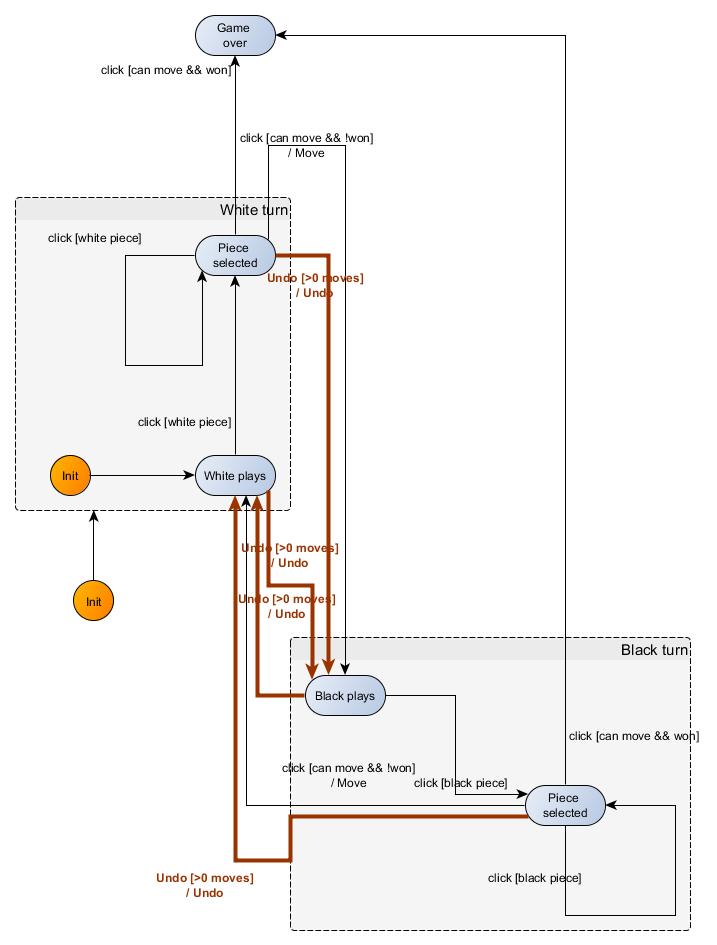 Game
over
click [can move && won]
click [can move && !won]
/ Move
White turn
click [white piece]
Piece
selected
Undo [>0 moves]
/ Undo
click [white piece]
Init
White plays
Undo [>0 moves]
/ Undo
Init
Undo [>0 moves]
/ Undo
Black turn
Black plays
click [can move && won]
click [can move && !won]
/ Move
click [black piece]
Piece
selected
Undo [>0 moves]
/ Undo
click [black piece]